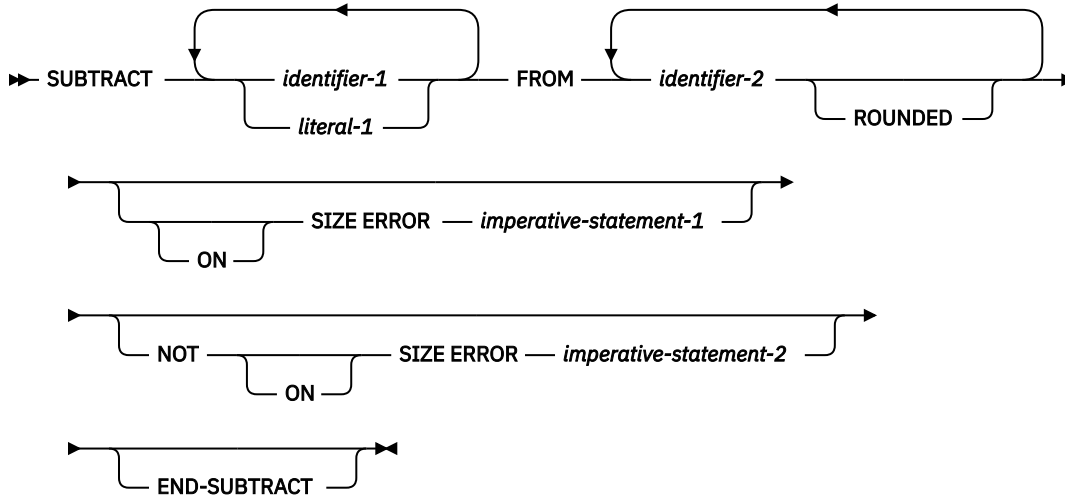 SUBTRACT identifier-1 FROM identifier-2
literal-1 ROUNDED
SIZE ERROR imperative-statement-1
ON
NOT SIZE ERROR imperative-statement-2
ON
END-SUBTRACT